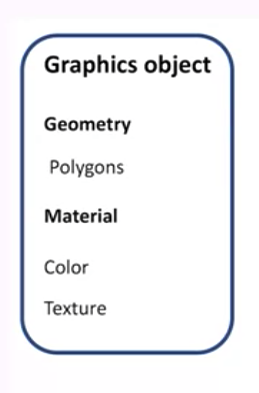 Graphics object
Geometry
Polygons
Material
Color
Texture